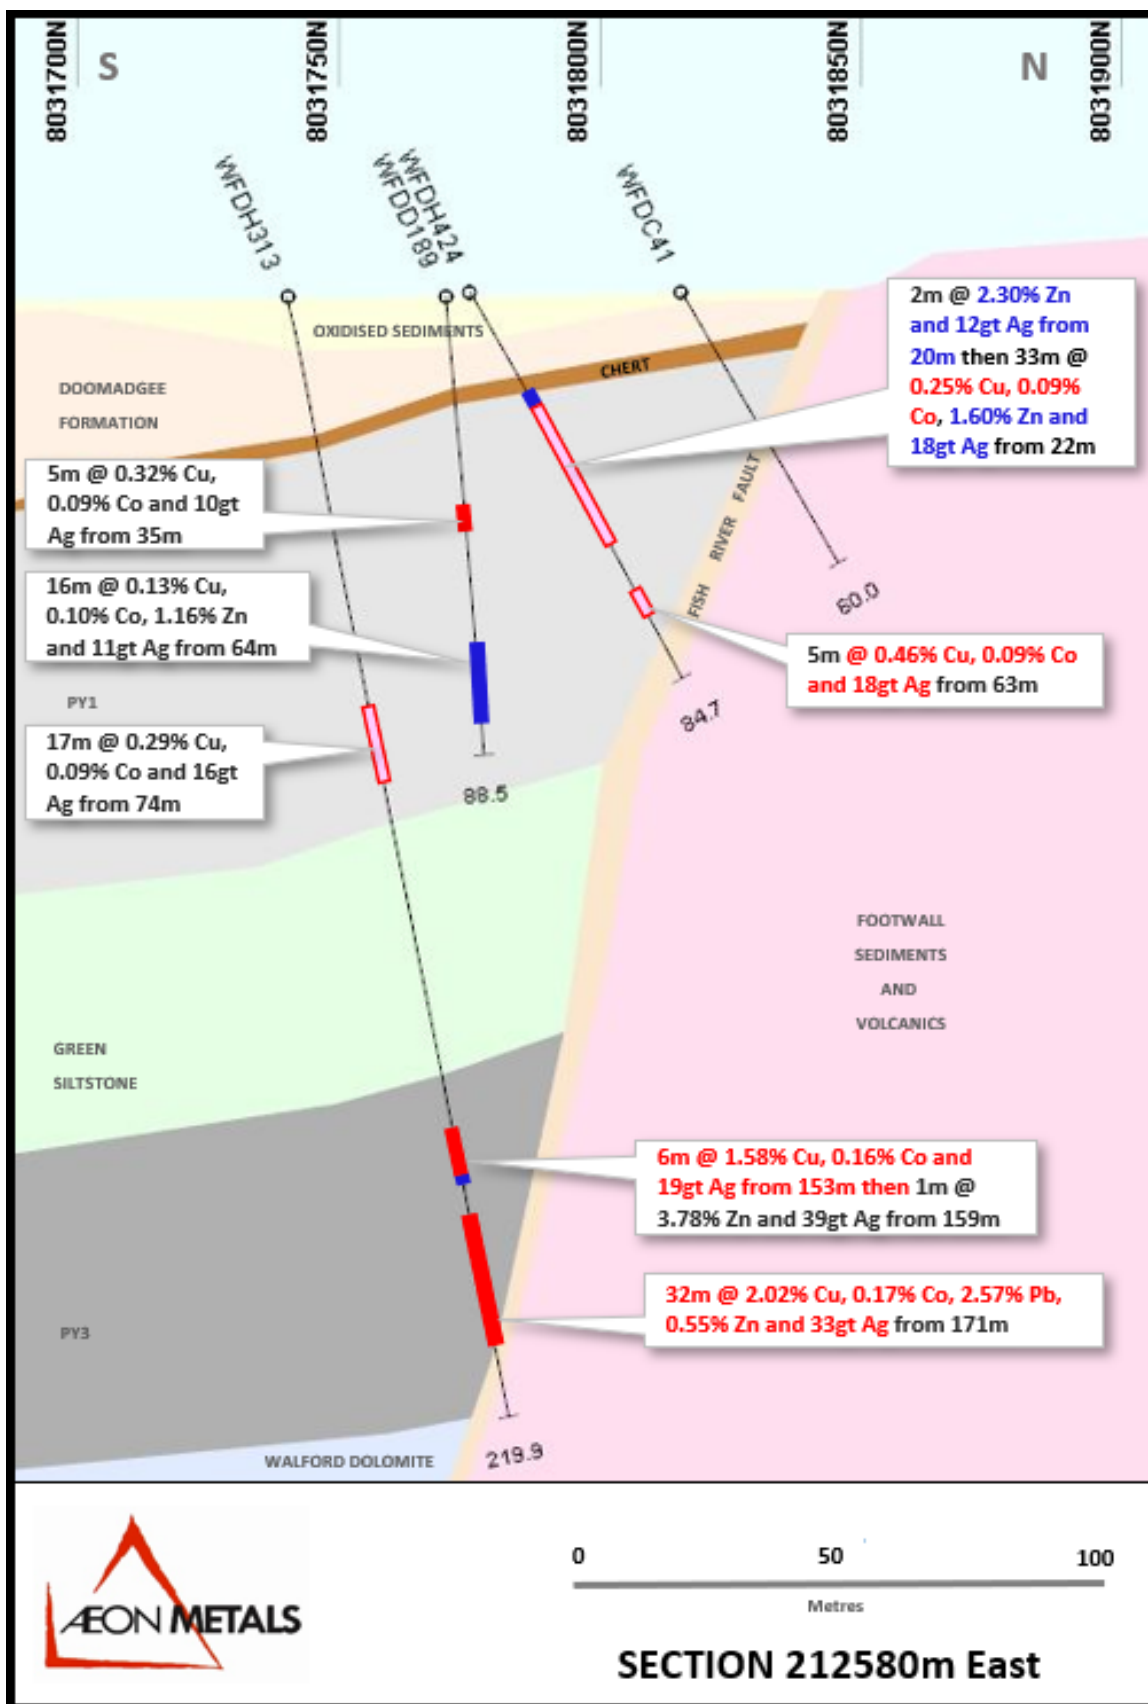 8031700N
S
8031750N
8031800N
8031850N
N
8031900N
WFDH313
WFDD189
WFDH424
WFDC41
OXIDISED SEDIMENTS
DOOMADGEE
FORMATION
CHERT
2m @ 2.30% Zn
and 12gt Ag from
20m then 33m @
0.25% Cu, 0.09%
Co, 1.60% Zn and
18gt Ag from 22m
5m @ 0.32% Cu,
0.09% Co and 10gt
Ag from 35m
FISH RIVER FAULT
16m @ 0.13% Cu,
0.10% Co, 1.16% Zn
and 11gt Ag from 64m
60.0
5m @ 0.46% Cu, 0.09% Co
and 18gt Ag from 63m
PY1
84.7
17m @ 0.29% Cu,
0.09% Co and 16gt
Ag from 74m
88.5
FOOTWALL
SEDIMENTS
AND
VOLCANICS
GREEN
SILTSTONE
6m @ 1.58% Cu, 0.16% Co and
19gt Ag from 153m then 1m @
3.78% Zn and 39gt Ag from 159m
32m @ 2.02% Cu, 0.17% Co, 2.57% Pb,
0.55% Zn and 33gt Ag from 171m
PY3
WALFORD DOLOMITE
219.9
ÆON METALS
0 50 100
Metres
SECTION 212580m East